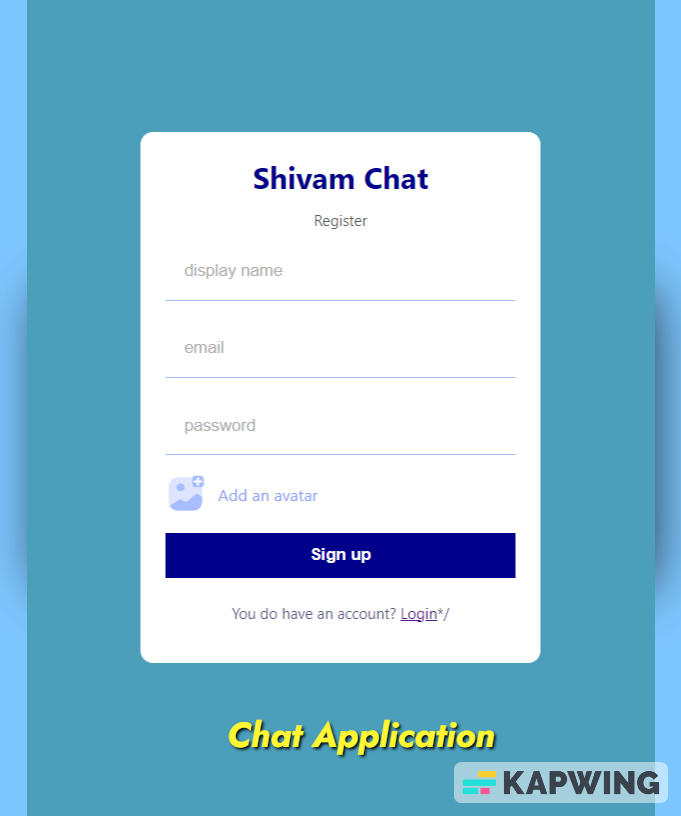 Shivam Chat
Register
display name
email
password
Add an avatar
Sign up
You do have an account? Login*/
Chat Application
KAPWING